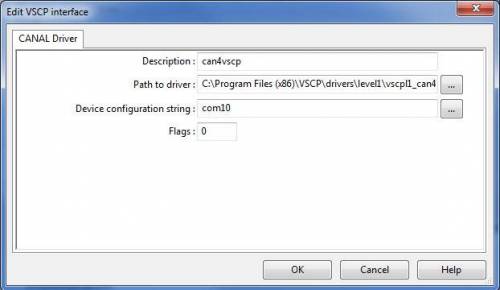 Edit VSCP interface
CANAL Driver
Description : can4vscp
Path to driver : C:\Program Files (x86)\VSCP\drivers\level1\vscpl1_can4 ...
Device configuration string : com10 ...
Flags : 0
OK Cancel Help